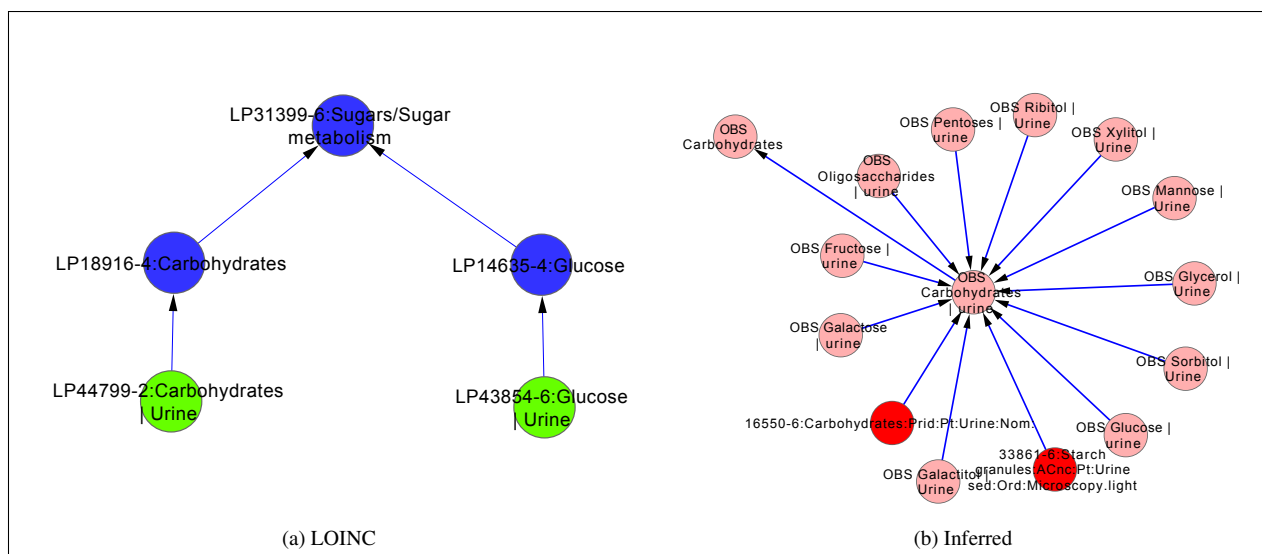 LP31399-6:Sugars/Sugar
metabolism
LP18916-4:Carbohydrates
LP14635-4:Glucose
LP44799-2:Carbohydrates
| Urine
LP43854-6:Glucose
| Urine
(a) LOINC
OBS
Carbohydrates
OBS
Oligosaccharides
| urine
OBS Pentoses |
urine
OBS Ribitol |
Urine
OBS Xylitol |
Urine
OBS Mannose |
Urine
OBS Fructose |
urine
OBS
Carbohydrates
| urine
OBS Glycerol |
Urine
OBS Galactose
| urine
OBS Sorbitol |
Urine
16550-6:Carbohydrates:Prid:Pt:Urine:Nom.
OBS Glucose |
urine
OBS Galactitol |
Urine
33861-6:Starch
granules:ACnc:Pt:Urine
sed:Ord:Microscopy.light
(b) Inferred